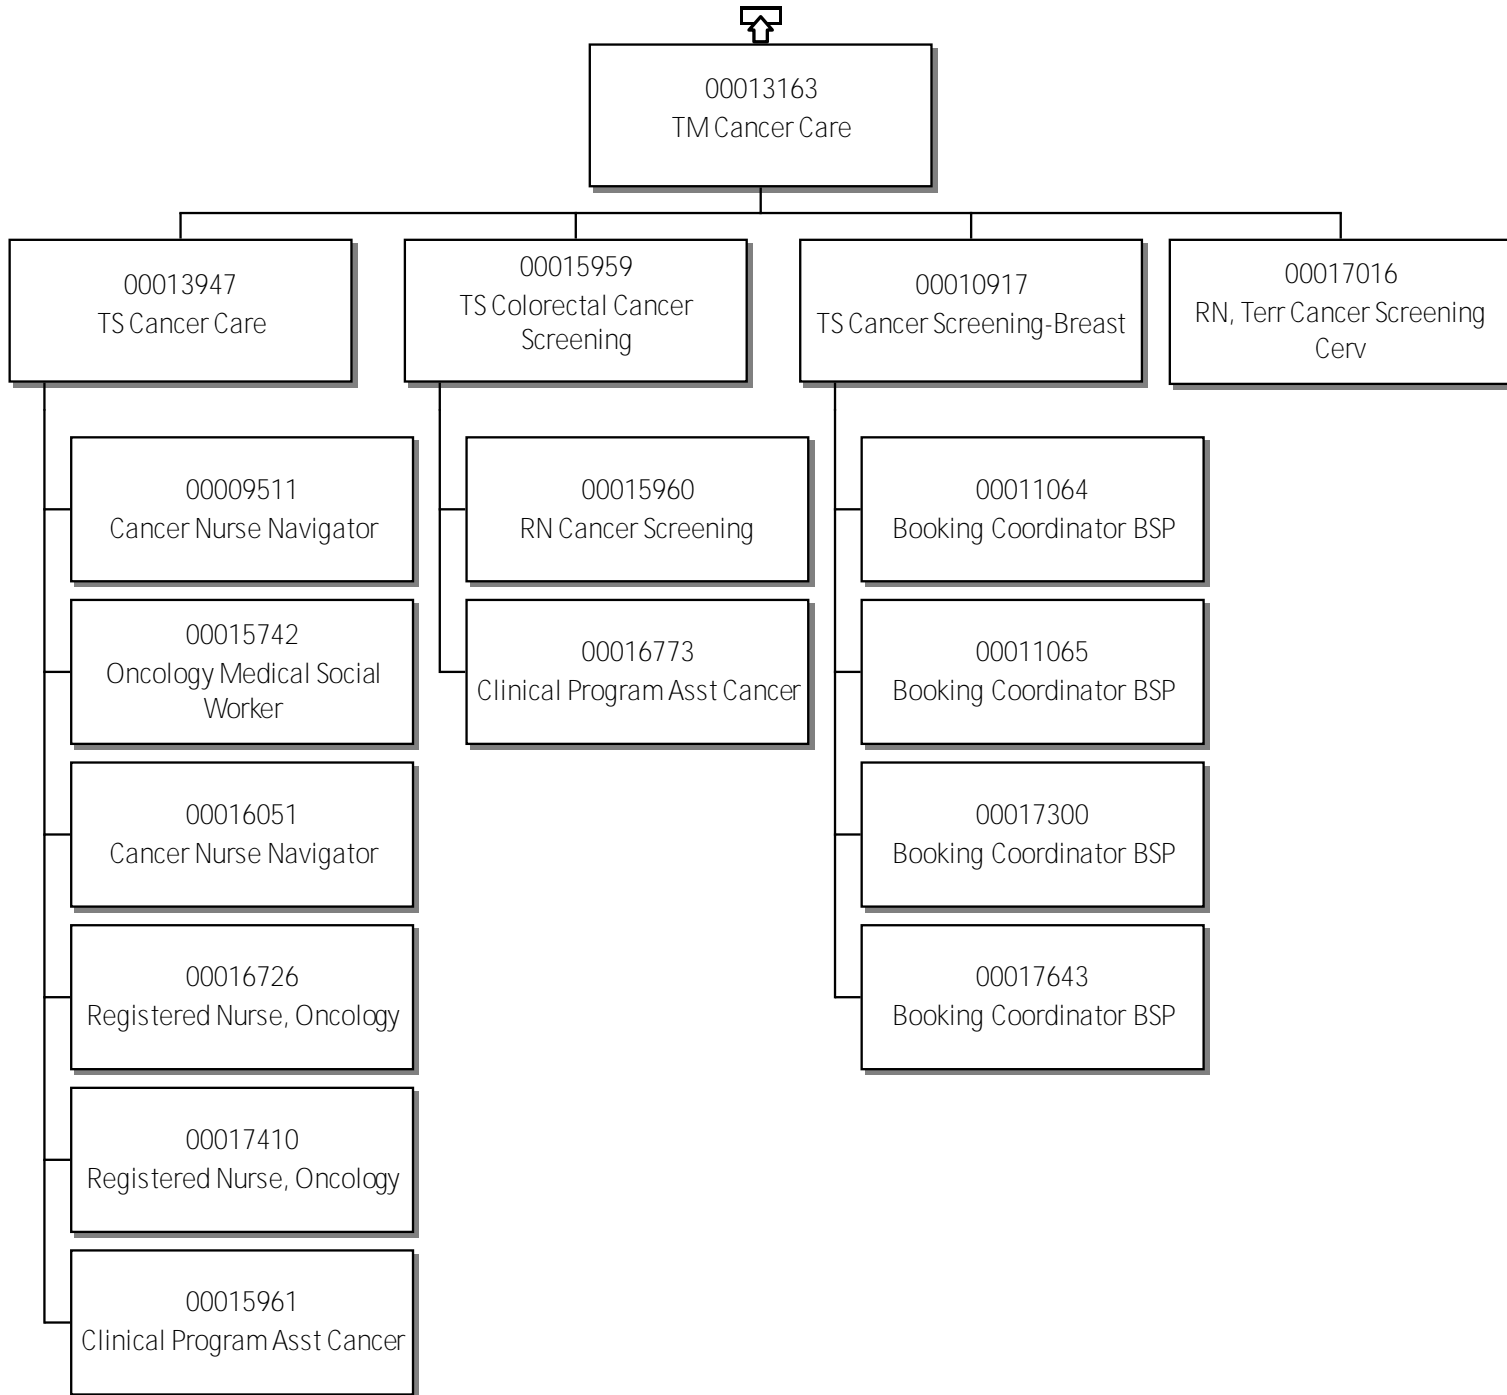 00013163
TM Cancer Care
00013947
TS Cancer Care
00015959
TS Colorectal Cancer
Screening
00010917
TS Cancer Screening-Breast
00017016
RN, Terr Cancer Screening
Cerv
00009511
Cancer Nurse Navigator
00015742
Oncology Medical Social
Worker
00016051
Cancer Nurse Navigator
00016726
Registered Nurse, Oncology
00017410
Registered Nurse, Oncology
00015961
Clinical Program Asst Cancer
00015960
RN Cancer Screening
00016773
Clinical Program Asst Cancer
00011064
Booking Coordinator BSP
00011065
Booking Coordinator BSP
00017300
Booking Coordinator BSP
00017643
Booking Coordinator BSP